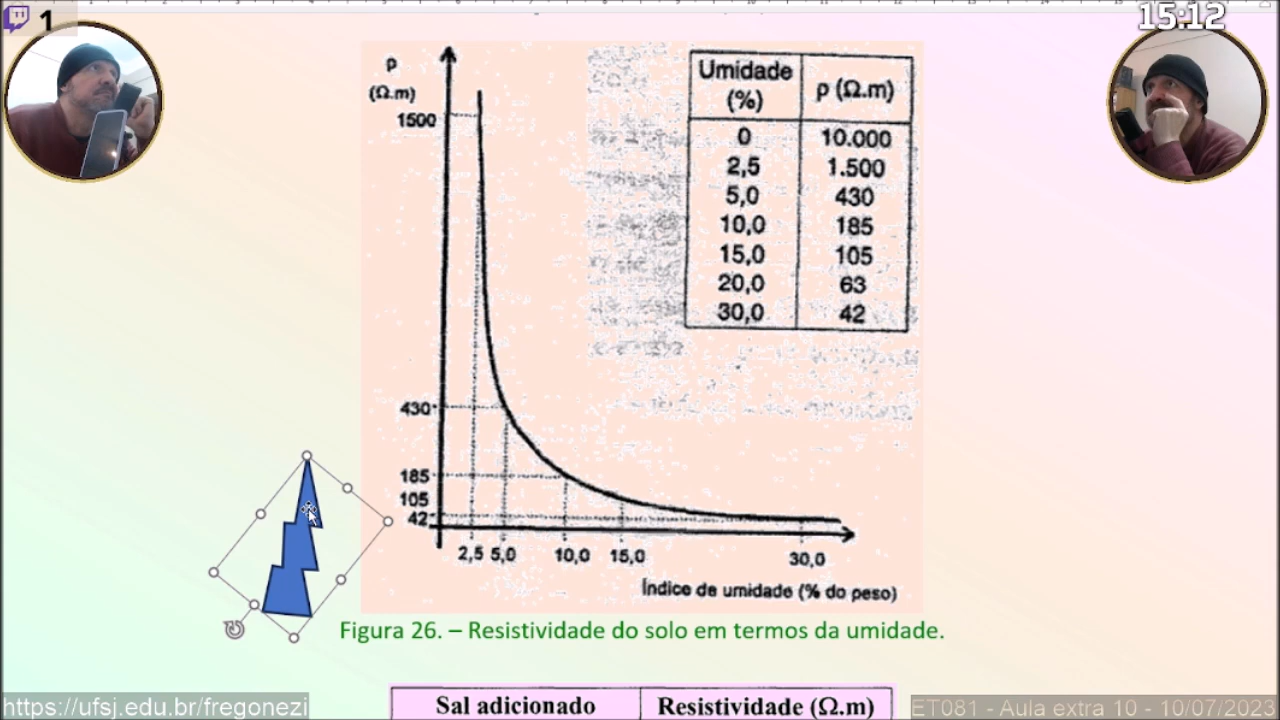 1
15:12
ρ
(Ω.m)
1500
430
185
105
42
2,5 5,0 10,0 15,0 30,0
Índice de umidade (% do peso)
Umidade (%) ρ (Ω.m)
0 10.000
2,5 1.500
5,0 430
10,0 185
15,0 105
20,0 63
30,0 42
Figura 26. – Resistividade do solo em termos da umidade.
Sal adicionado Resistividade (Ω.m)
https://ufsj.edu.br/fregonezi
ET081 - Aula extra 10 - 10/07/2023